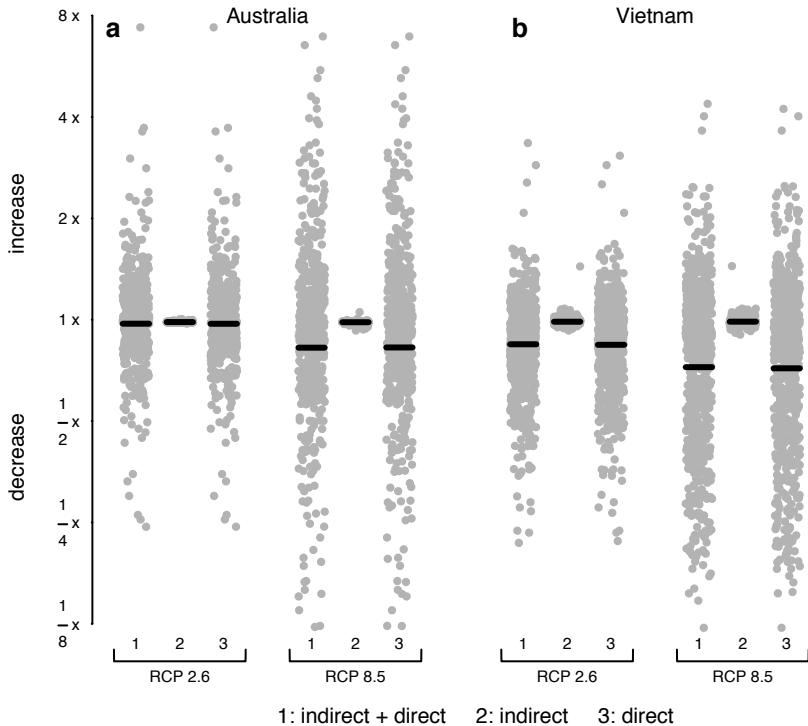 a Australia
b Vietnam
8 x
4 x
2 x
1 x
1
– x
2
1
– x
4
1
– x
8
increase
decrease
1 2 3 1 2 3 1 2 3 1 2 3
RCP 2.6 RCP 8.5 RCP 2.6 RCP 8.5
1: indirect + direct 2: indirect 3: direct